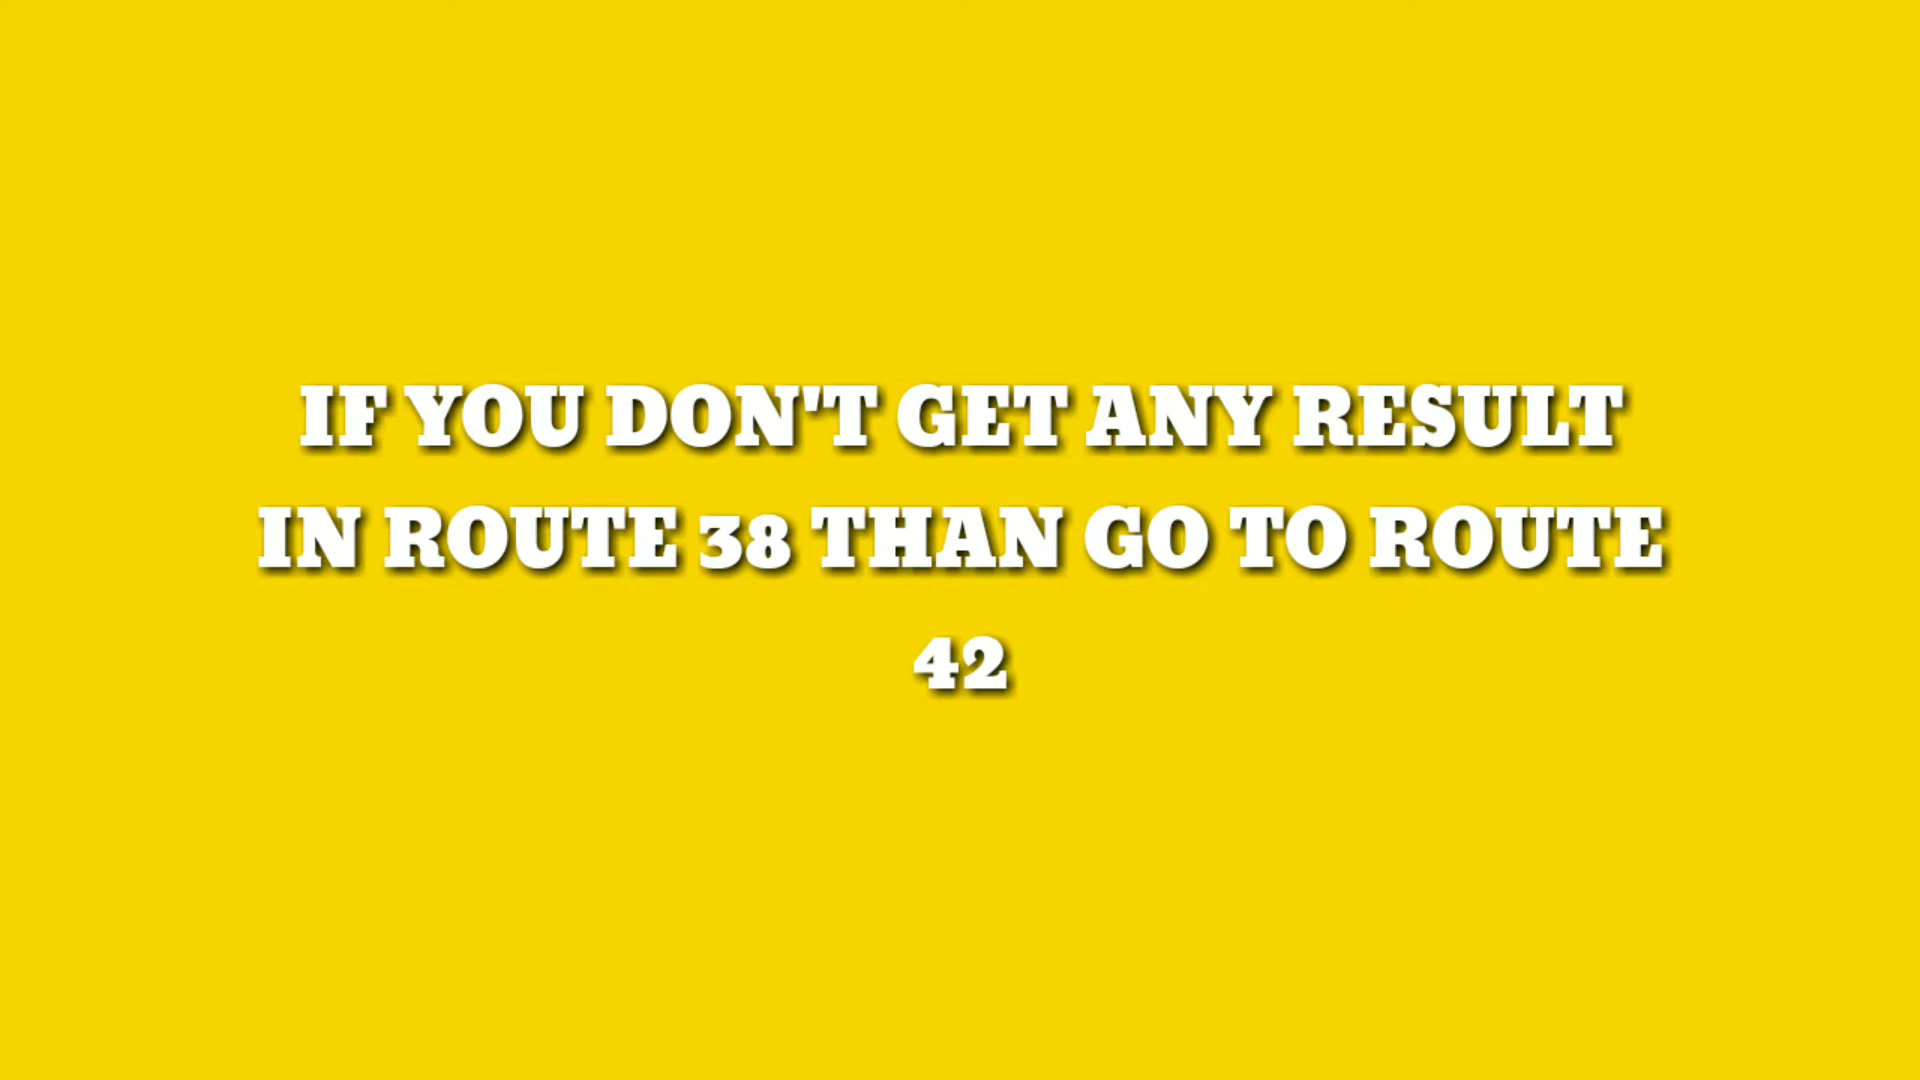 IF YOU DON'T GET ANY RESULT
IN ROUTE 38 THAN GO TO ROUTE
42